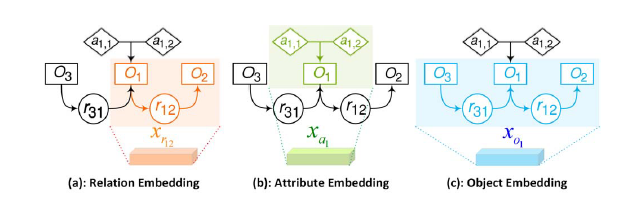 a1,1 a1,2 a1,1 a1,2 a1,1 a1,2
O3 O1 O2 O3 O1 O2 O3 O1 O2
r31 r12 r31 r12 r31 r12
xr12 xa1 xo1
(a): Relation Embedding (b): Attribute Embedding (c): Object Embedding